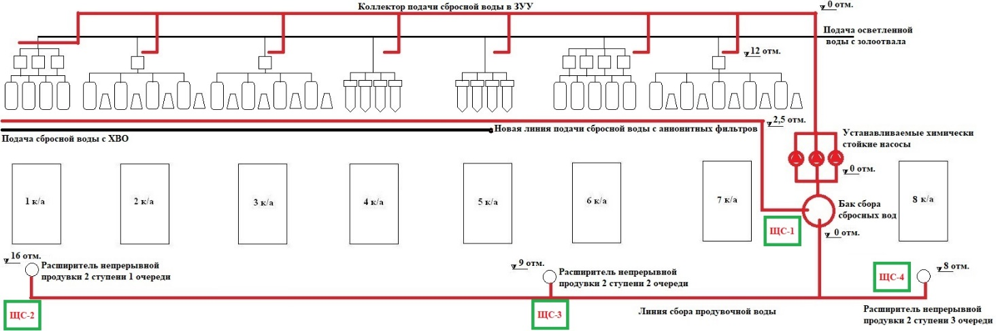 Коллектор подачи сбросной воды в ЗУУ
0 отм.
Подача осветленной
воды с золоотвала
12 отм.
2,5 отм.
Новая линия подачи сбросной воды с анионитных фильтров
Подача сбросной воды с ХВО
Устанавливаемые химически
стойкие насосы
0 отм.
1 к/а
2 к/а
3 к/а
4 к/а
5 к/а
6 к/а
7 к/а
8 к/а
Бак сбора
сбросных вод
ЩС-1
0 отм.
16 отм.
Расширитель непрерывной
продувки 2 ступени 1 очереди
9 отм.
Расширитель непрерывной
продувки 2 ступени 2 очереди
ЩС-4
8 отм.
ЩС-2
ЩС-3
Линия сбора продувочной воды
Расширитель непрерывной
продувки 2 ступени 3 очереди